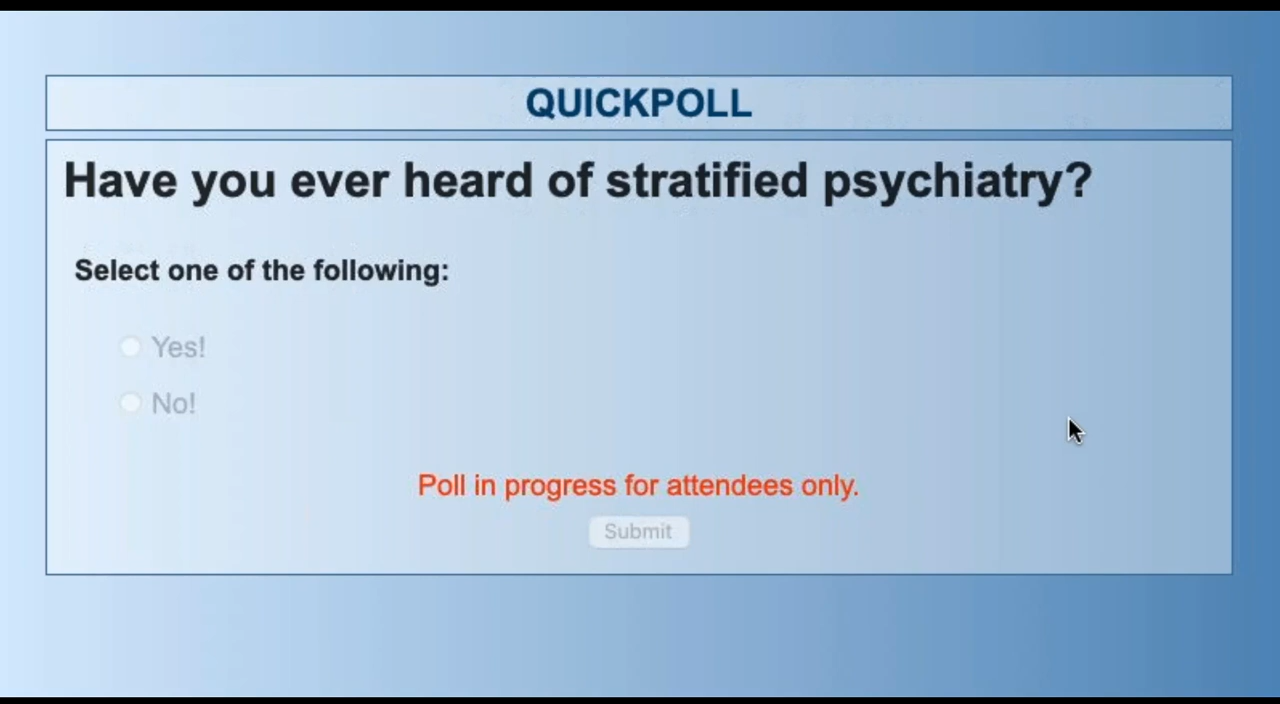 QUICKPOLL
Have you ever heard of stratified psychiatry?
Select one of the following:
Yes!
No!
Poll in progress for attendees only.
Submit